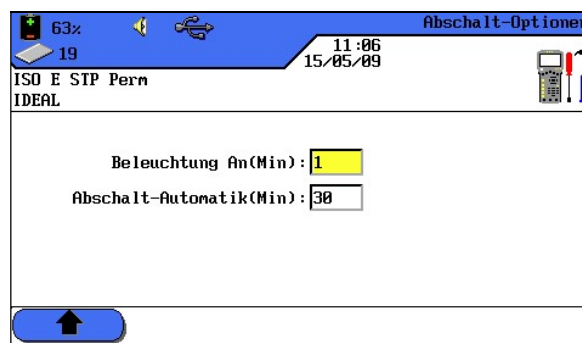 63%
Abschalt-Optionen
19
11:06
15/05/09
ISO E STP Perm
IDEAL
Beleuchtung An(Min): 1
Abschalt-Automatik(Min): 30